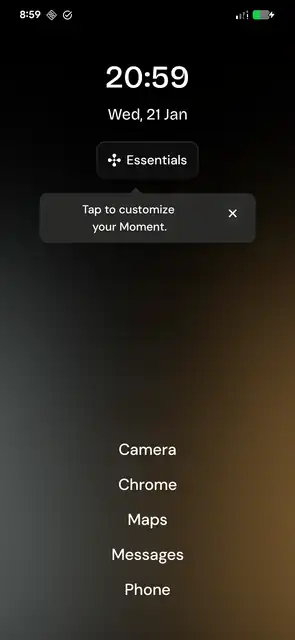 8:59
20:59
Wed, 21 Jan
Essentials
Tap to customize
your Moment.
Camera
Chrome
Maps
Messages
Phone